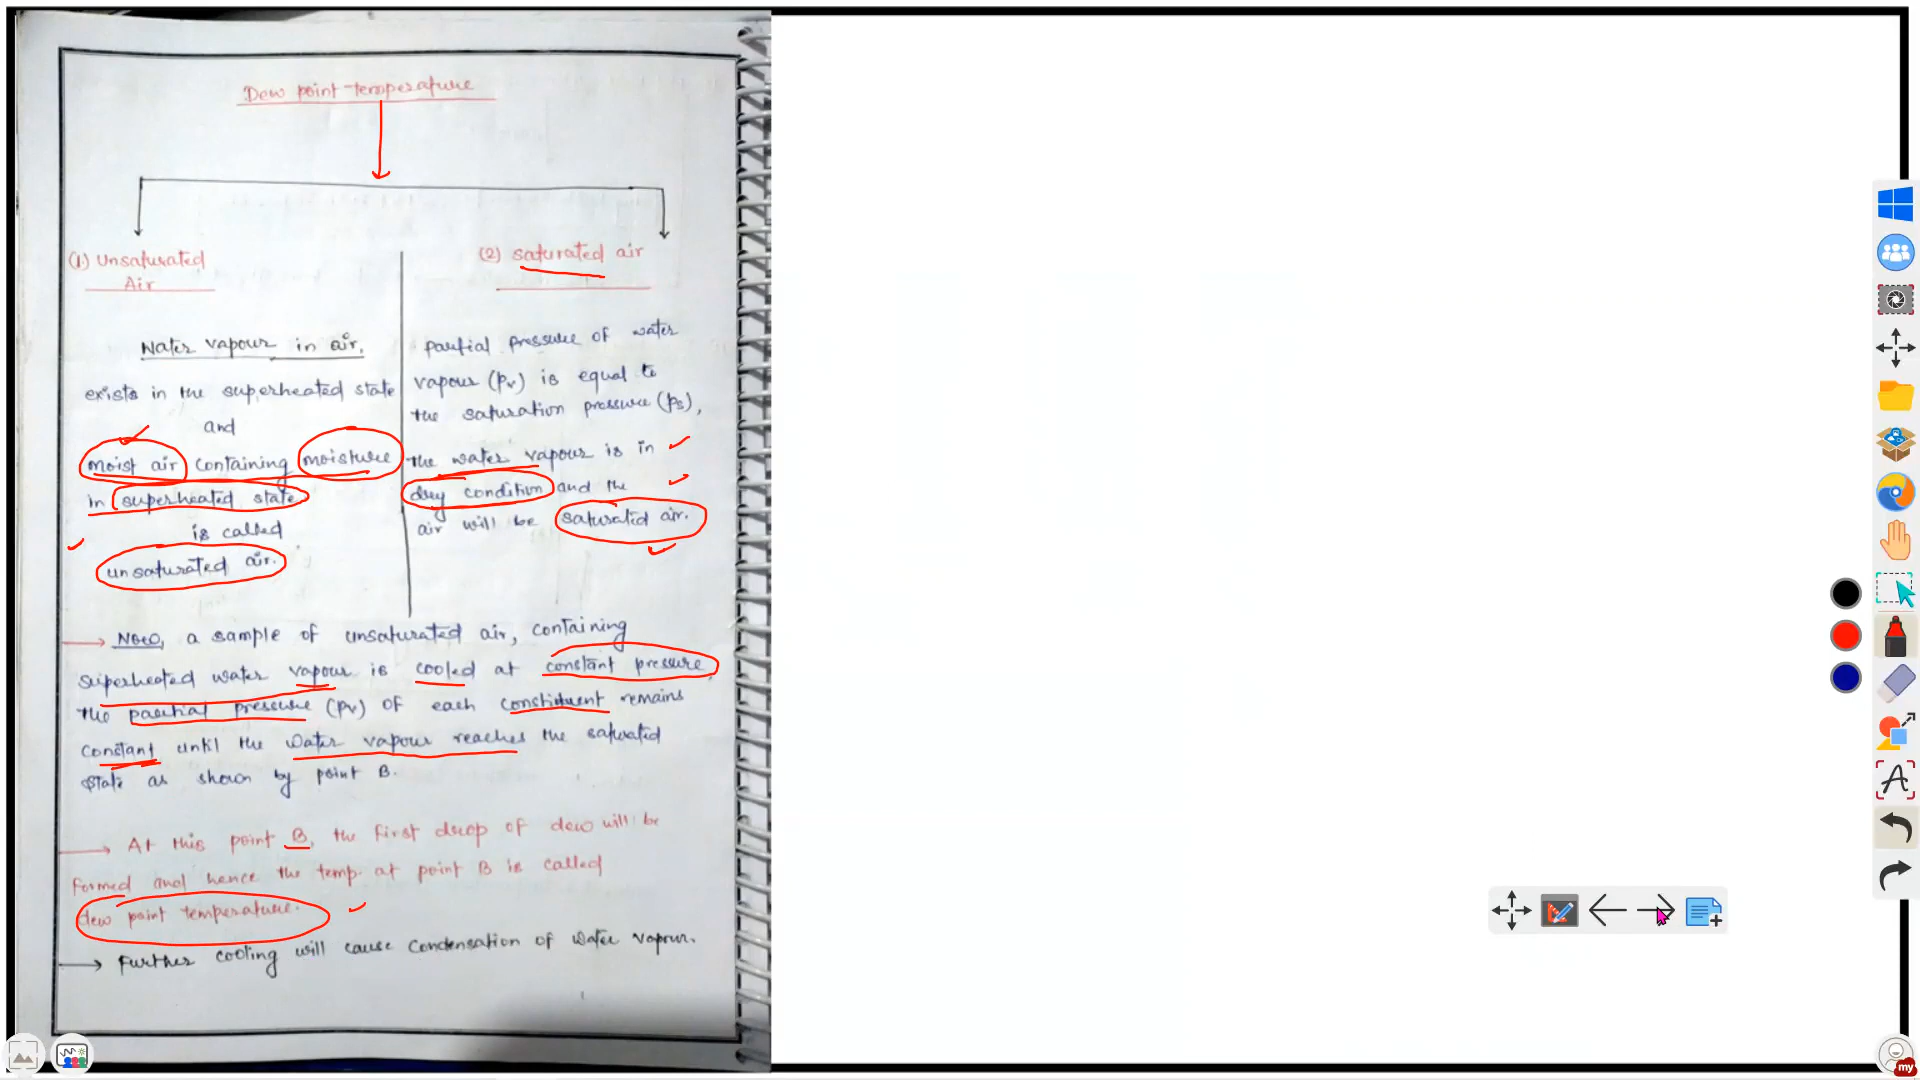 Dew point temperature
(1) Unsaturated
Air
Water vapour in air,
exists in the superheated state
and
moist air containing moisture
in superheated state
is called
unsaturated air.
(2) saturated air
partial pressure of water
vapour (pv) is equal to
the saturation pressure (ps),
the water vapour is in
dry condition and the
air will be saturated air.
Now, a sample of unsaturated air, containing
superheated water vapour is cooled at constant pressure,
the partial pressure (pv) of each constituent remains
constant until the water vapour reaches the saturated
state as shown by point B.
At this point B, the first drop of dew will be
formed and hence the temp. at point B is called
dew point temperature.
Further cooling will cause condensation of water vapour.
my